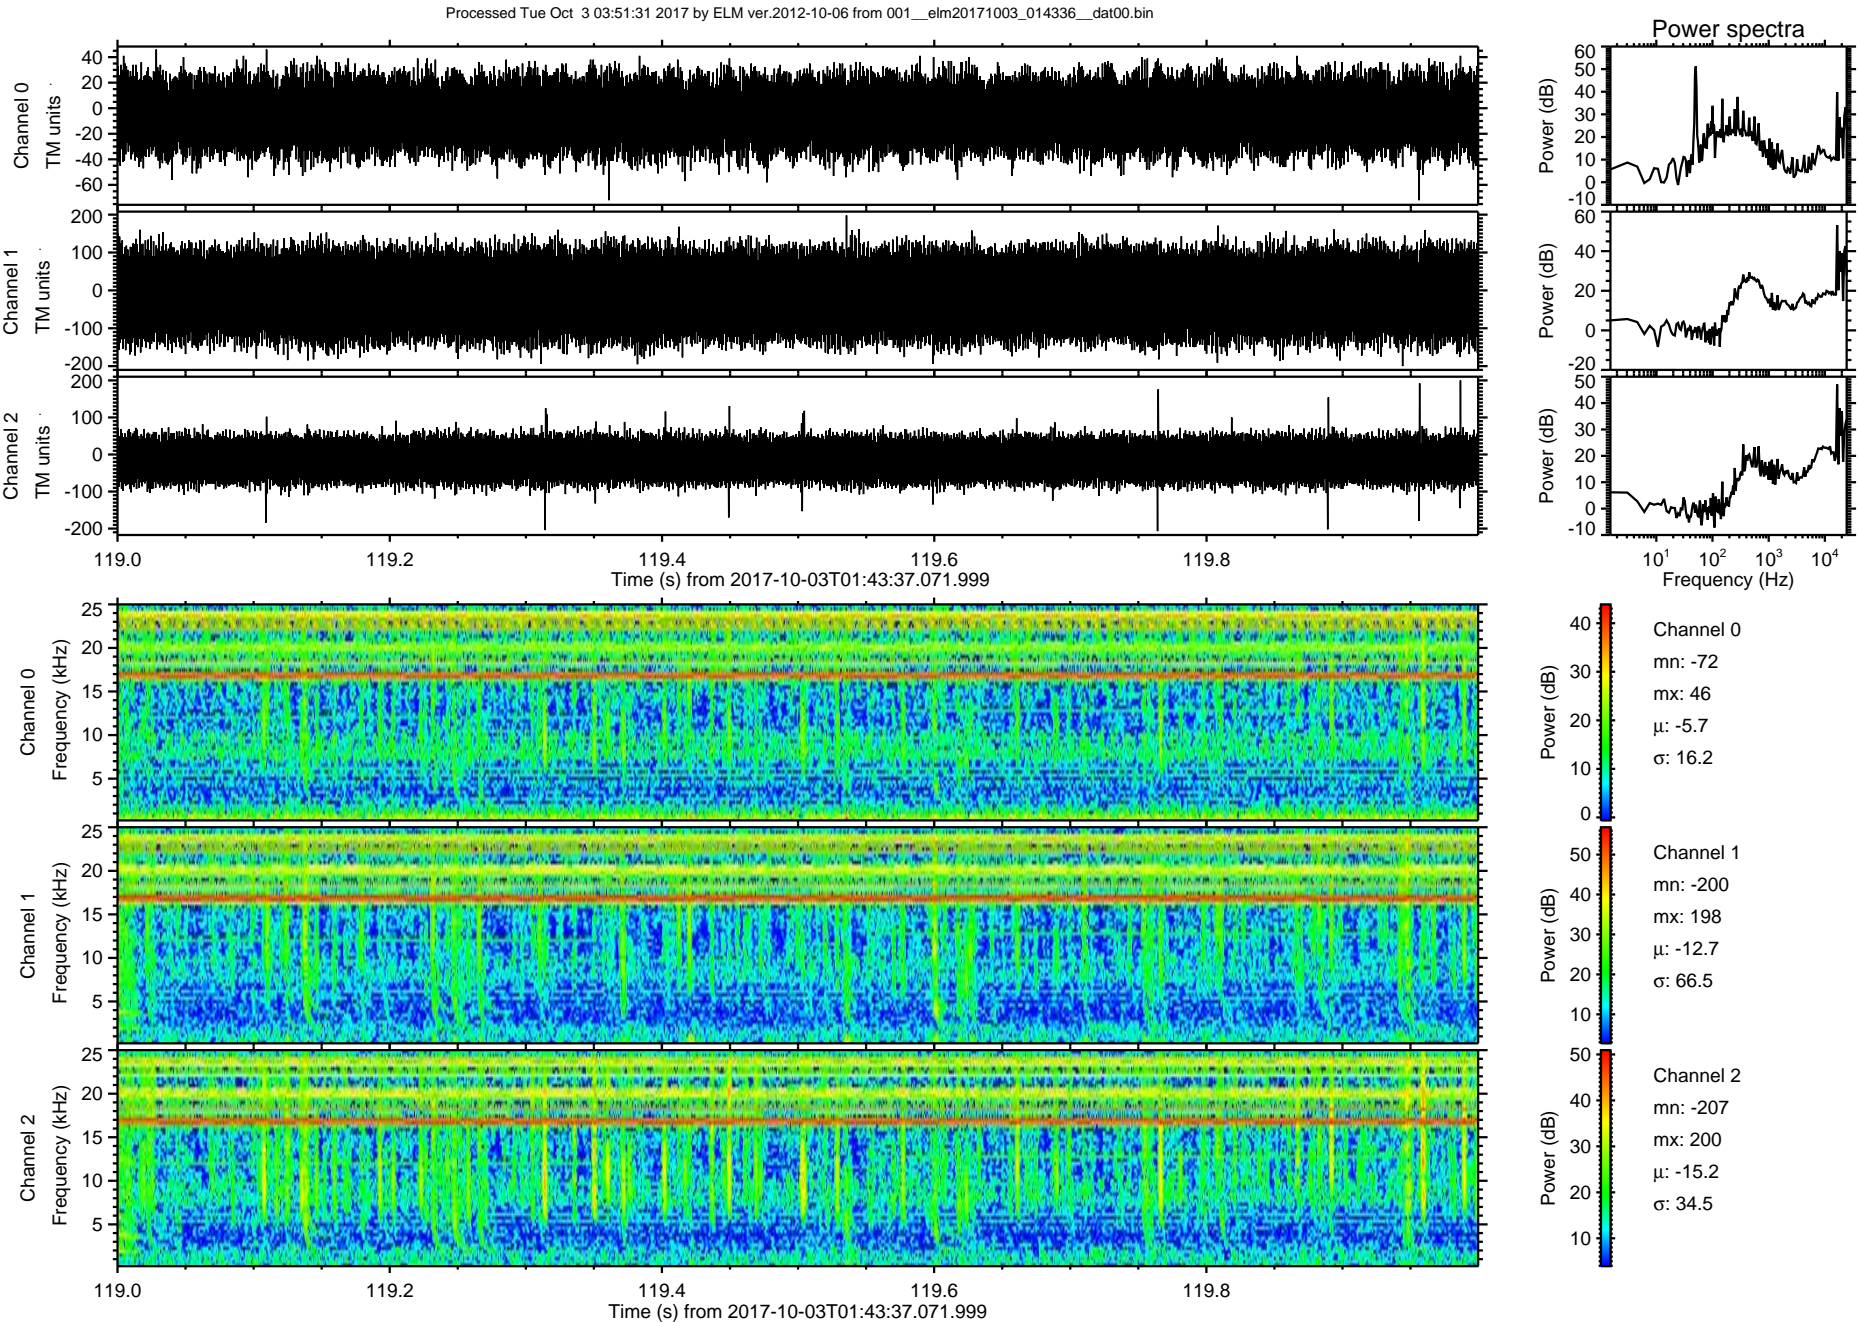 Processed Tue Oct  3 03:51:31 2017 by ELM ver.2012-10-06 from 001__elm20171003_014336__dat00.bin
Power spectra
Channel 0
TM units
40
20
0
-20
-40
-60
Power (dB)
60
50
40
30
20
10
0
-10
Channel 1
TM units
200
100
0
-100
-200
Power (dB)
60
40
20
0
-20
Channel 2
TM units
200
100
0
-100
-200
Power (dB)
50
40
30
20
10
0
-10
119.0 119.2 119.4 119.6 119.8
Time (s) from 2017-10-03T01:43:37.071.999
10¹ 10² 10³ 10⁴
Frequency (Hz)
Channel 0
Frequency (kHz)
25
20
15
10
5
Power (dB)
40
30
20
10
0
Channel 0
mn: -72
mx: 46
µ: -5.7
σ: 16.2
Channel 1
Frequency (kHz)
25
20
15
10
5
Power (dB)
50
40
30
20
10
Channel 1
mn: -200
mx: 198
µ: -12.7
σ: 66.5
Channel 2
Frequency (kHz)
25
20
15
10
5
Power (dB)
50
40
30
20
10
Channel 2
mn: -207
mx: 200
µ: -15.2
σ: 34.5
119.0 119.2 119.4 119.6 119.8
Time (s) from 2017-10-03T01:43:37.071.999